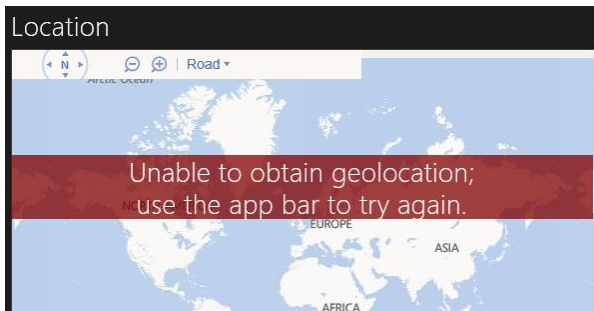 Location
N
Road
Arctic Ocean
Unable to obtain geolocation;
use the app bar to try again.
EUROPE
ASIA
AFRICA